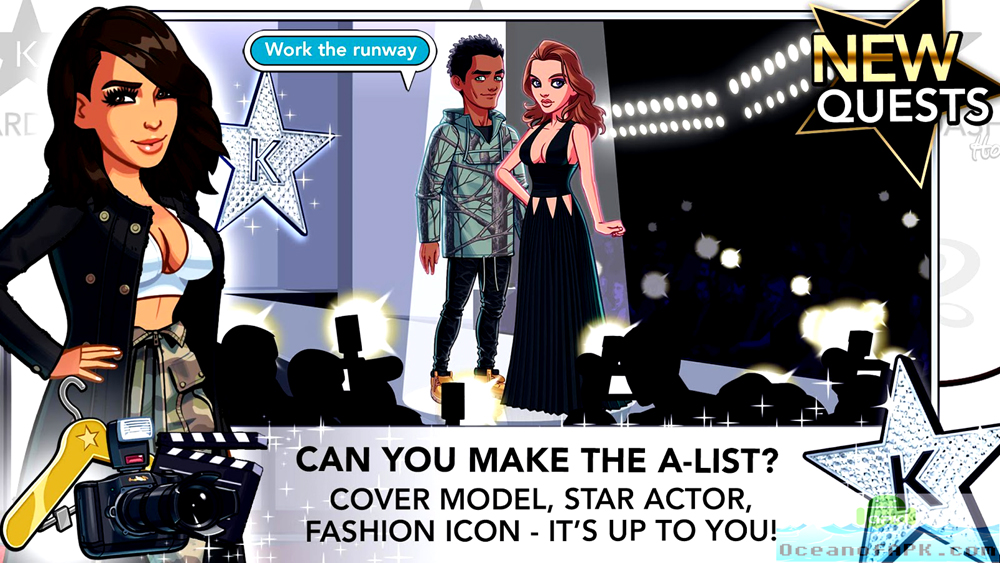 Work the runway
NEW
QUESTS
K
K
K
CAN YOU MAKE THE A-LIST?
COVER MODEL, STAR ACTOR,
FASHION ICON - IT'S UP TO YOU!
OceanofAPK.com